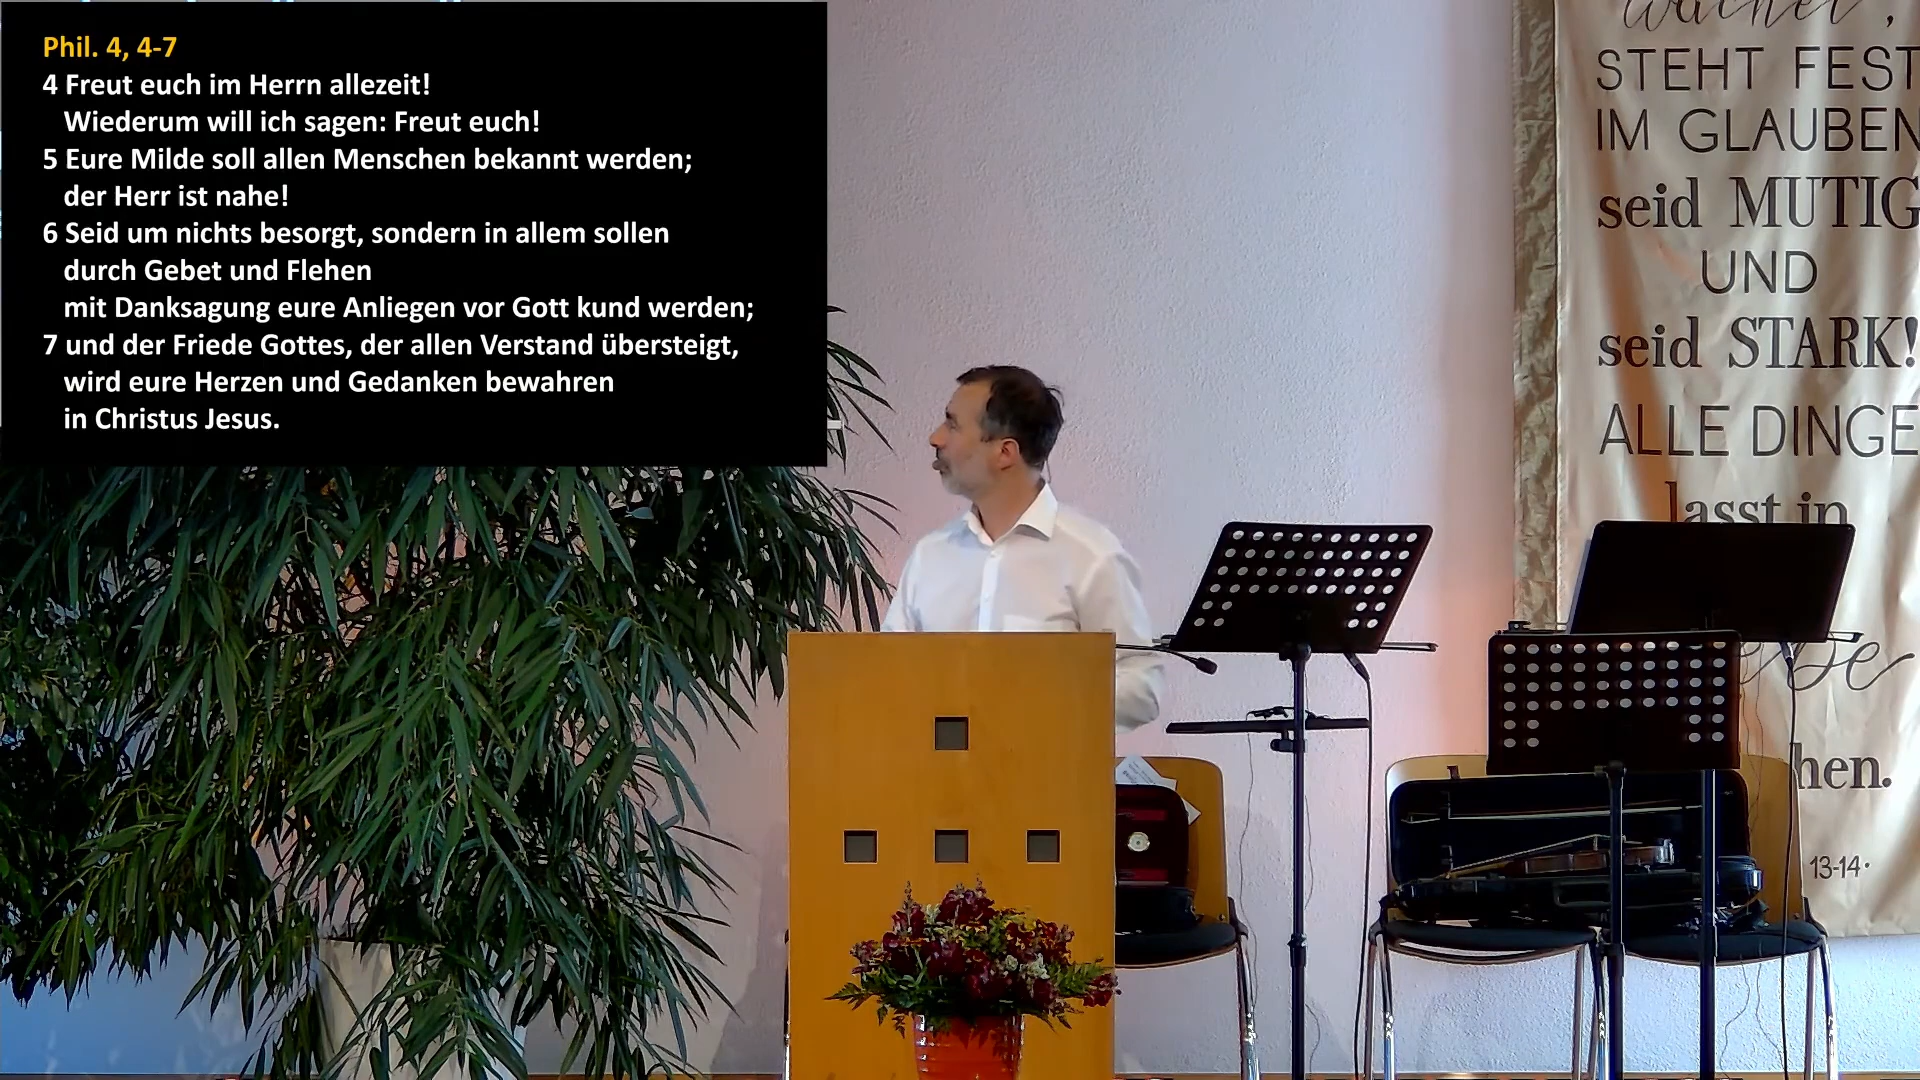 Phil. 4, 4-7
4 Freut euch im Herrn allezeit!
Wiederum will ich sagen: Freut euch!
5 Eure Milde soll allen Menschen bekannt werden;
der Herr ist nahe!
6 Seid um nichts besorgt, sondern in allem sollen
durch Gebet und Flehen
mit Danksagung eure Anliegen vor Gott kund werden;
7 und der Friede Gottes, der allen Verstand übersteigt,
wird eure Herzen und Gedanken bewahren
in Christus Jesus.
STEHT FEST
IM GLAUBEN
seid MUTIG
UND
seid STARK!
ALLE DINGE
lasst in
hen.
13-14.